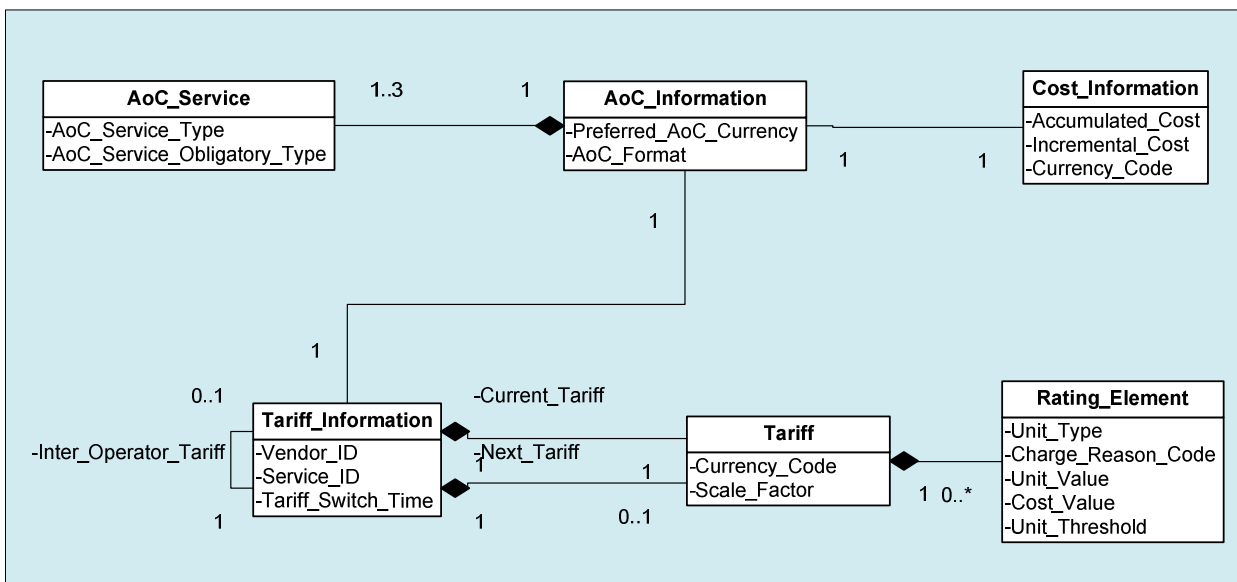 AoC_Service
-AoC_Service_Type
-AoC_Service_Obligatory_Type
1..3
1
AoC_Information
-Preferred_AoC_Currency
-AoC_Format
1
1
Cost_Information
-Accumulated_Cost
-Incremental_Cost
-Currency_Code
1
1
0..1
-Inter_Operator_Tariff
1
Tariff_Information
-Vendor_ID
-Service_ID
-Tariff_Switch_Time
-Current_Tariff
-Next_Tariff
1
1
1
0..1
Tariff
-Currency_Code
-Scale_Factor
1
0..*
Rating_Element
-Unit_Type
-Charge_Reason_Code
-Unit_Value
-Cost_Value
-Unit_Threshold